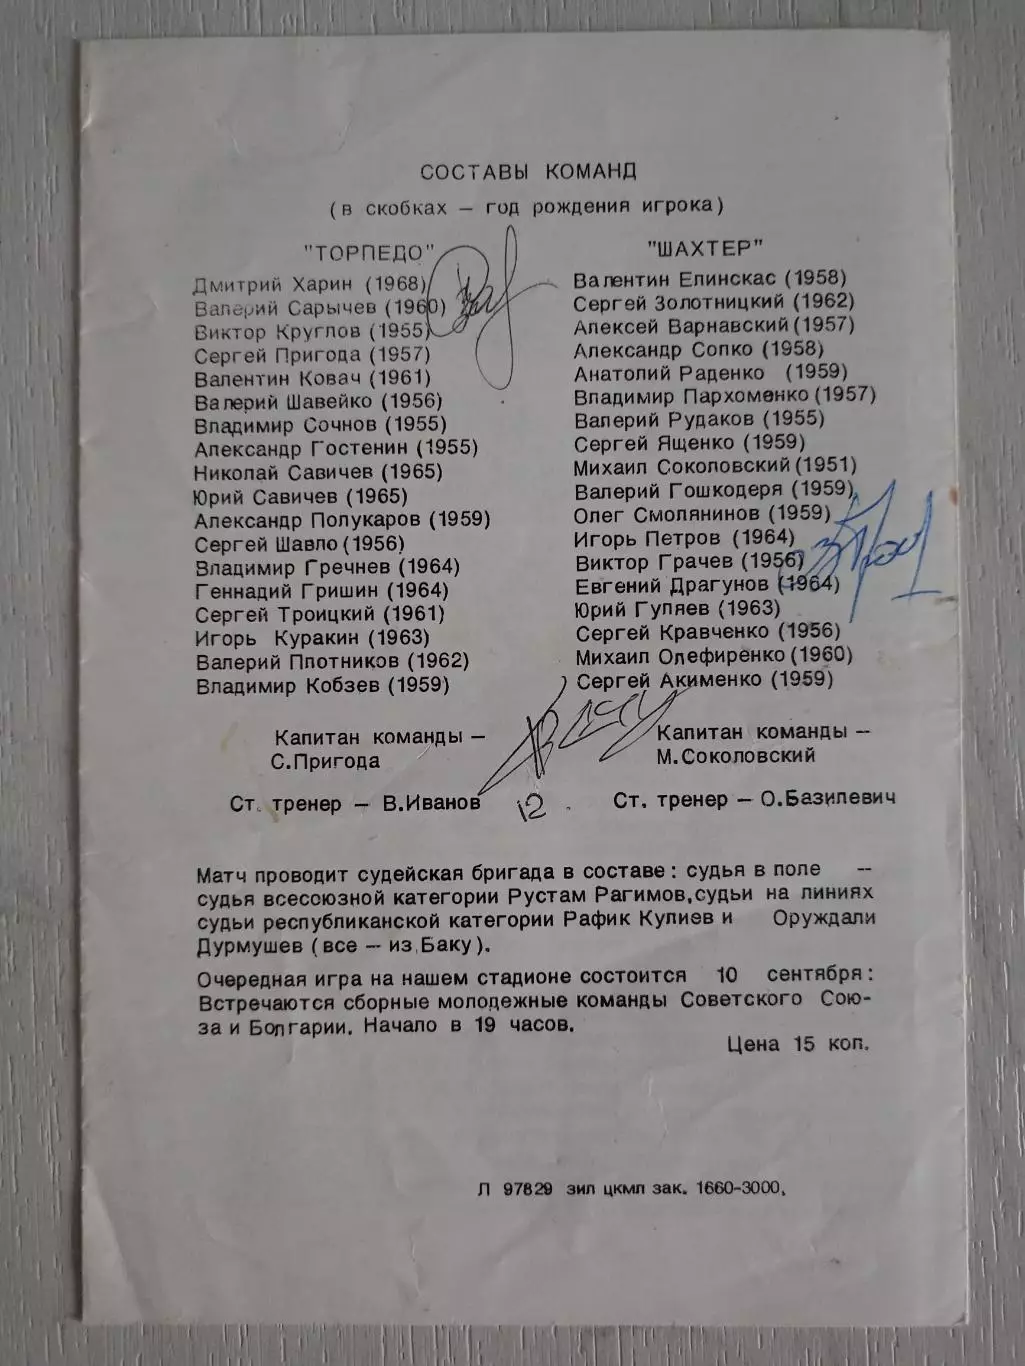 СОСТАВЫ КОМАНД
(в скобках – год рождения игрока)
"ТОРПЕДО"
Дмитрий Харин (1968)
Валерий Сарычев (1960)
Виктор Круглов (1955)
Сергей Пригода (1957)
Валентин Ковач (1961)
Валерий Шавейко (1956)
Владимир Сочнов (1955)
Александр Гостенин (1955)
Николай Савичев (1965)
Юрий Савичев (1965)
Александр Полукаров (1959)
Сергей Шавло (1956)
Владимир Гречнев (1964)
Геннадий Гришин (1964)
Сергей Троицкий (1961)
Игорь Куракин (1963)
Валерий Плотников (1962)
Владимир Кобзев (1959)
Капитан команды –
С.Пригода
Ст. тренер – В.Иванов
"ШАХТЕР"
Валентин Елинскас (1958)
Сергей Золотницкий (1962)
Алексей Варнавский (1957)
Александр Сопко (1958)
Анатолий Раденко (1959)
Владимир Пархоменко (1957)
Валерий Рудаков (1955)
Сергей Ященко (1959)
Михаил Соколовский (1951)
Валерий Гошкодеря (1959)
Олег Смолянинов (1959)
Игорь Петров (1964)
Виктор Грачев (1956)
Евгений Драгунов (1964)
Юрий Гуляев (1963)
Сергей Кравченко (1956)
Михаил Олефиренко (1960)
Сергей Акименко (1959)
Капитан команды –
М.Соколовский
Ст. тренер – О.Базилевич
12
Матч проводит судейская бригада в составе: судья в поле –
судья всесоюзной категории Рустам Рагимов, судьи на линиях
судьи республиканской категории Рафик Кулиев и Оруждали
Дурмушев (все – из Баку).
Очередная игра на нашем стадионе состоится 10 сентября:
Встречаются сборные молодежные команды Советского Сою-
за и Болгарии. Начало в 19 часов.
Цена 15 коп.
Л 97829 зил цкмл зак. 1660-3000.